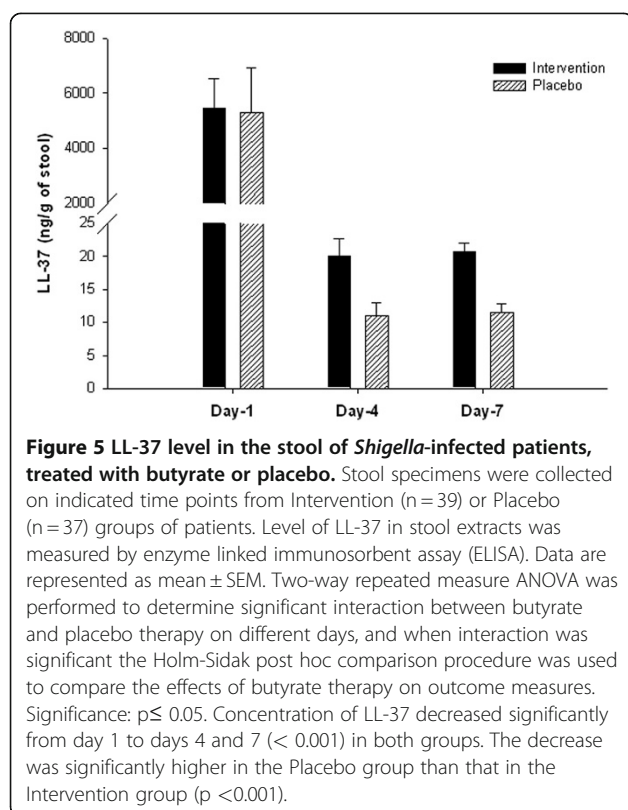 8000
6000
4000
2000
25
20
15
10
5
0
LL-37 (ng/g of stool)
Intervention
Placebo
Day-1 Day-4 Day-7
Figure 5 LL-37 level in the stool of Shigella-infected patients,
treated with butyrate or placebo. Stool specimens were collected
on indicated time points from Intervention (n = 39) or Placebo
(n = 37) groups of patients. Level of LL-37 in stool extracts was
measured by enzyme linked immunosorbent assay (ELISA). Data are
represented as mean ± SEM. Two-way repeated measure ANOVA was
performed to determine significant interaction between butyrate
and placebo therapy on different days, and when interaction was
significant the Holm-Sidak post hoc comparison procedure was used
to compare the effects of butyrate therapy on outcome measures.
Significance: p≤ 0.05. Concentration of LL-37 decreased significantly
from day 1 to days 4 and 7 (< 0.001) in both groups. The decrease
was significantly higher in the Placebo group than that in the
Intervention group (p <0.001).